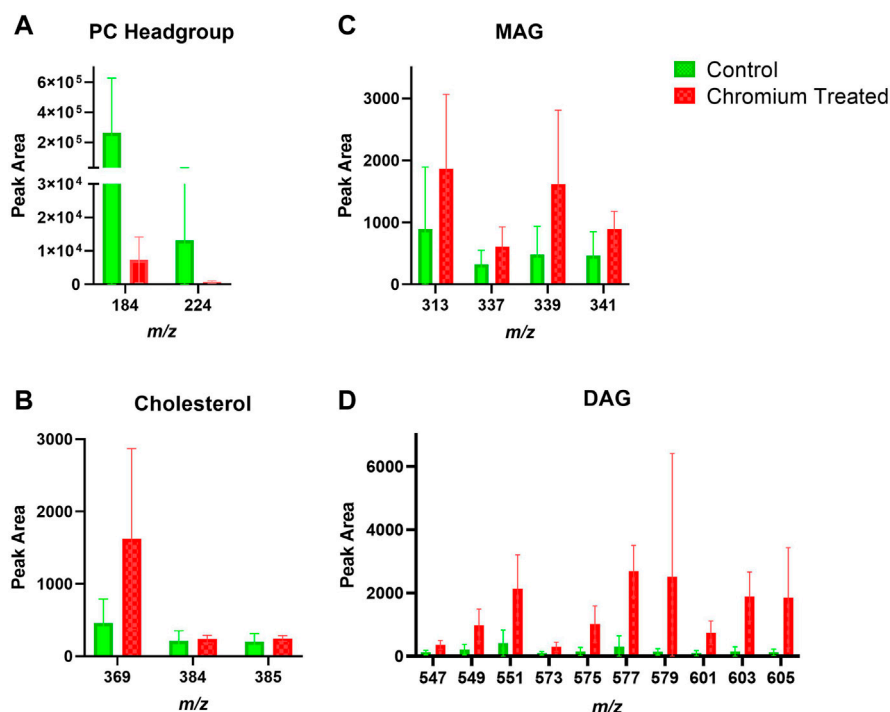 A
PC Headgroup
Peak Area
6×10⁵
4×10⁵
2×10⁵
3×10⁴
2×10⁴
1×10⁴
0
184
224
m/z
C
MAG
Peak Area
3000
2000
1000
0
313
337
339
341
m/z
Control
Chromium Treated
B
Cholesterol
Peak Area
3000
2000
1000
0
369
384
385
m/z
D
DAG
Peak Area
6000
4000
2000
0
547
549
551
573
575
577
579
601
603
605
m/z